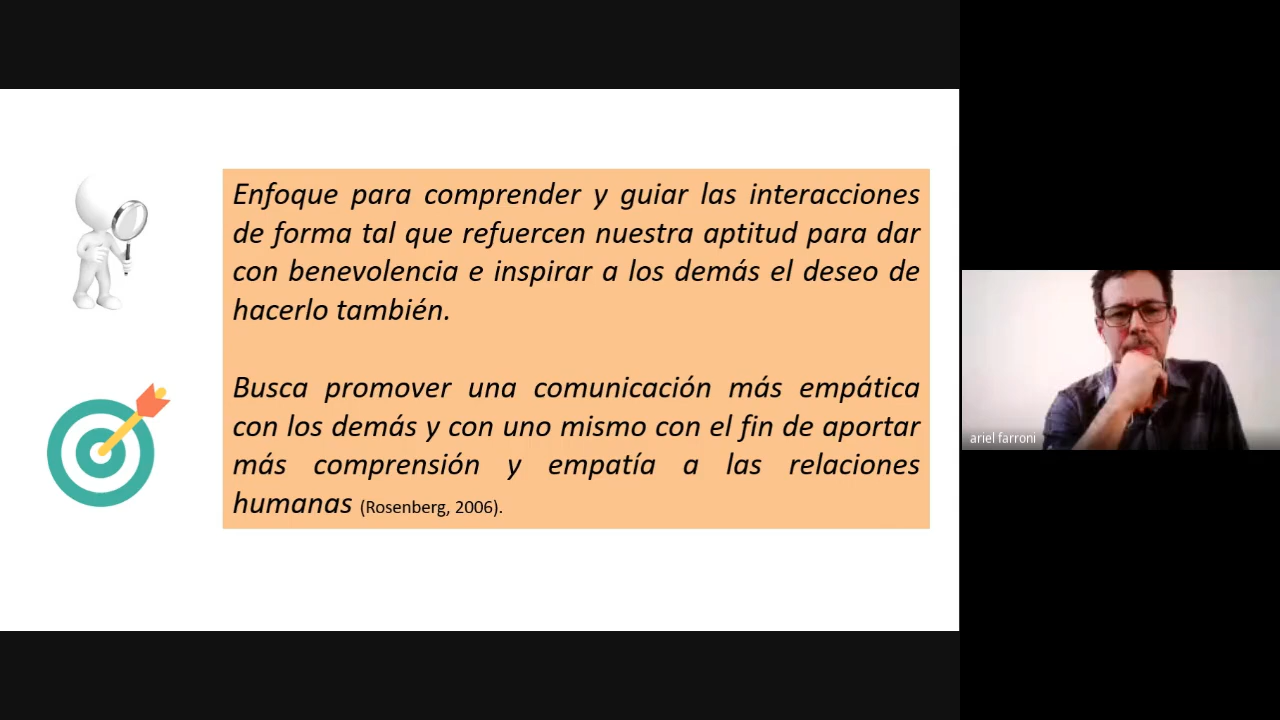 Enfoque para comprender y guiar las interacciones
de forma tal que refuercen nuestra aptitud para dar
con benevolencia e inspirar a los demás el deseo de
hacerlo también.
Busca promover una comunicación más empática
con los demás y con uno mismo con el fin de aportar
más comprensión y empatía a las relaciones
humanas (Rosenberg, 2006).
ariel farroni